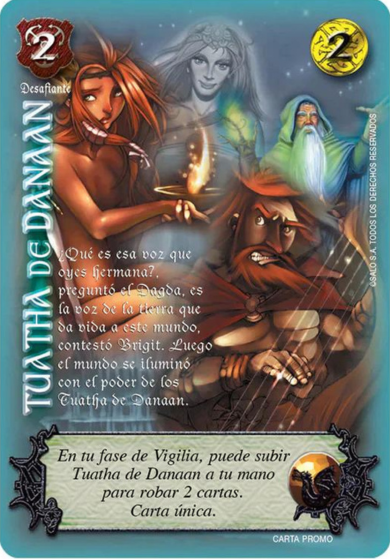 2
2
Desafiante
TUATHA DE DANAAN
©SALO S.A. TODOS LOS DERECHOS RESERVADOS
¿Qué es esa voz que
oyes hermana?,
preguntó el Dagda, es
la voz de la tierra que
da vida a este mundo,
contestó Brigit. Luego
el mundo se iluminó
con el poder de los
Tuatha de Danaan.
En tu fase de Vigilia, puede subir
Tuatha de Danaan a tu mano
para robar 2 cartas.
Carta única.
CARTA PROMO